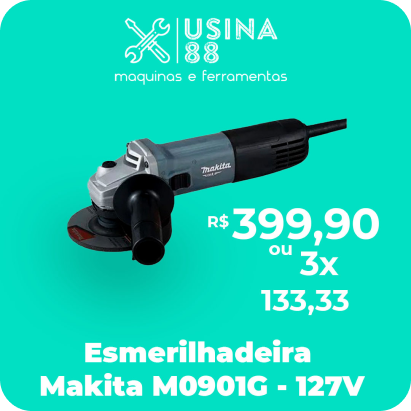 USINA
88
maquinas e ferramentas
makita
R$ 399,90
ou
3x
133,33
Esmerilhadeira
Makita M0901G - 127V